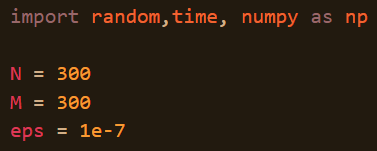 import random,time, numpy as np
N = 300
M = 300
eps = 1e-7